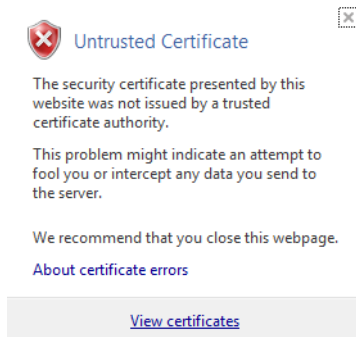 Untrusted Certificate
The security certificate presented by this
website was not issued by a trusted
certificate authority.
This problem might indicate an attempt to
fool you or intercept any data you send to
the server.
We recommend that you close this webpage.
About certificate errors
View certificates